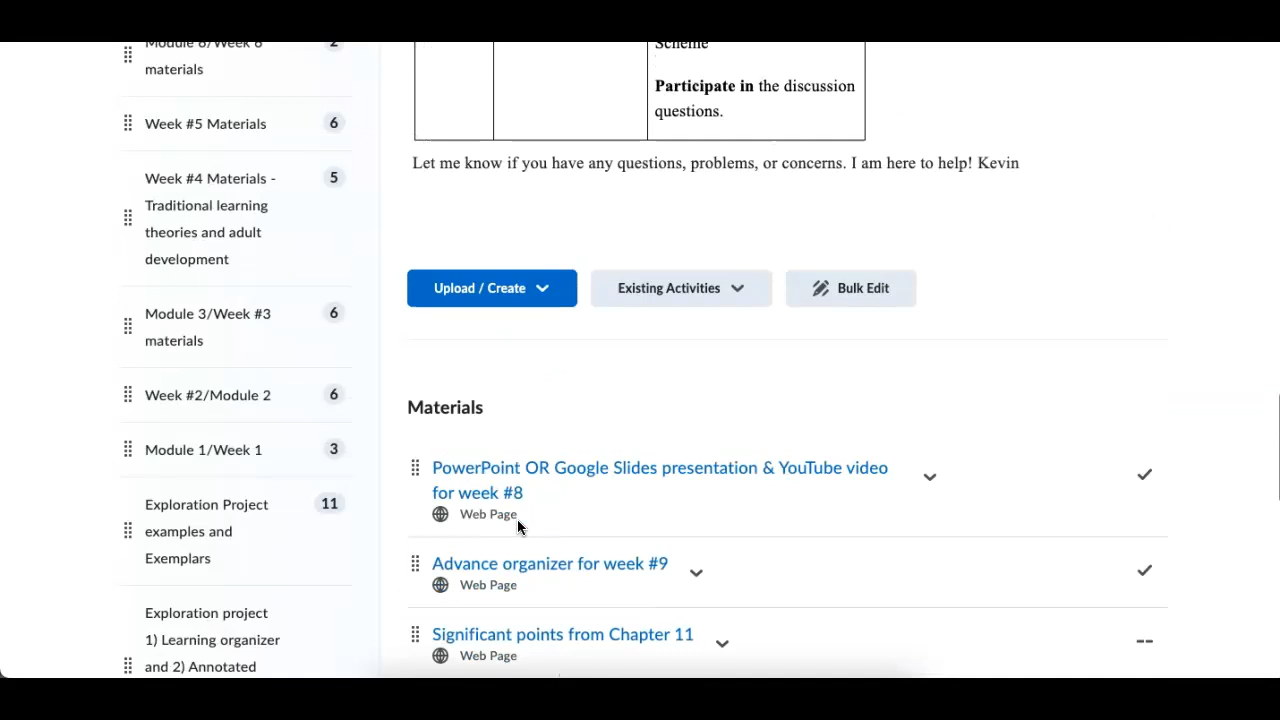 Module 6/Week 6
materials
2
Week #5 Materials
6
Week #4 Materials -
Traditional learning
theories and adult
development
5
Module 3/Week #3
materials
6
Week #2/Module 2
6
Module 1/Week 1
3
Exploration Project
examples and
Exemplars
11
Exploration project
1) Learning organizer
and 2) Annotated
Scheme
Participate in the discussion
questions.
Let me know if you have any questions, problems, or concerns. I am here to help! Kevin
Upload / Create
Existing Activities
Bulk Edit
Materials
PowerPoint OR Google Slides presentation & YouTube video
for week #8
Web Page
Advance organizer for week #9
Web Page
Significant points from Chapter 11
Web Page
--